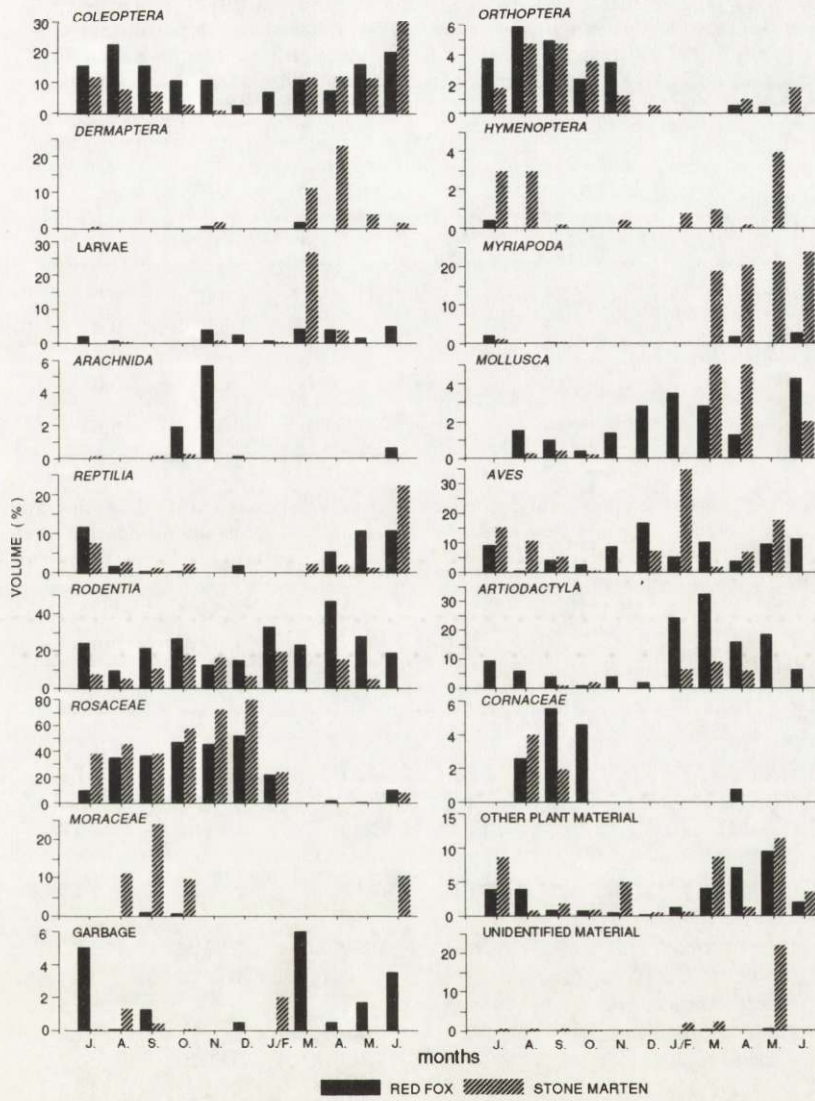 COLEOPTERA
30
20
10
0
ORTHOPTERA
6
4
2
0
DERMAPTERA
20
10
0
HYMENOPTERA
4
2
0
LARVAE
30
20
10
0
MYRIAPODA
20
10
0
ARACHNIDA
6
4
2
0
MOLLUSCA
4
2
0
REPTILIA
20
10
0
AVES
30
20
10
0
VOLUME (%)
RODENTIA
40
20
0
ARTIODACTYLA
30
20
10
0
ROSACEAE
80
60
40
20
0
CORNACEAE
6
4
2
0
MORACEAE
20
10
0
OTHER PLANT MATERIAL
15
10
5
0
GARBAGE
6
4
2
0
UNIDENTIFIED MATERIAL
20
10
0
J. A. S. O. N. D. J./F. M. A. M. J.
J. A. S. O. N. D. J./F. M. A. M. J.
months
RED FOX STONE MARTEN